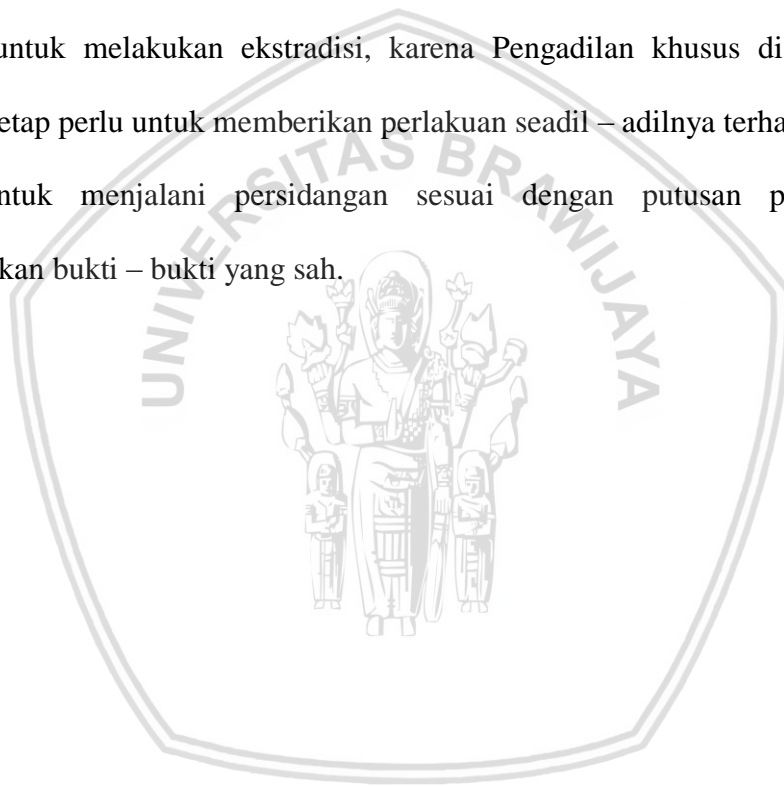 untuk melakukan ekstradisi, karena Pengadilan khusus di
etap perlu untuk memberikan perlakuan seadil – adilnya terha
ntuk menjalani persidangan sesuai dengan putusan p
kan bukti – bukti yang sah.
UNIVERSITAS BRAWIJAYA